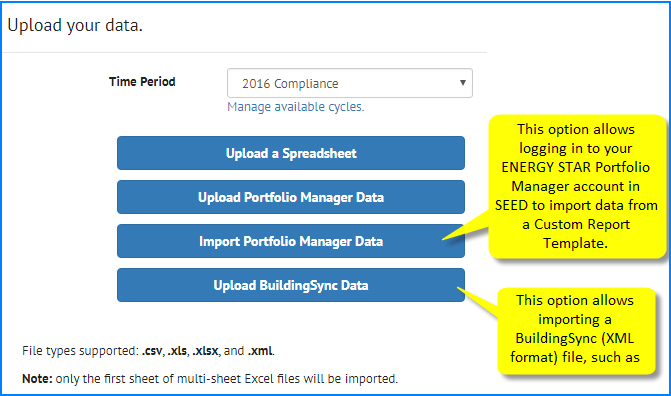 Upload your data.
Time Period
2016 Compliance
Manage available cycles.
Upload a Spreadsheet
Upload Portfolio Manager Data
Import Portfolio Manager Data
Upload BuildingSync Data
This option allows
logging in to your
ENERGY STAR Portfolio
Manager account in
SEED to import data from
a Custom Report
Template.
This option allows
importing a
BuildingSync (XML
format) file, such as
File types supported: .csv, .xls, .xlsx, and .xml.
Note: only the first sheet of multi-sheet Excel files will be imported.